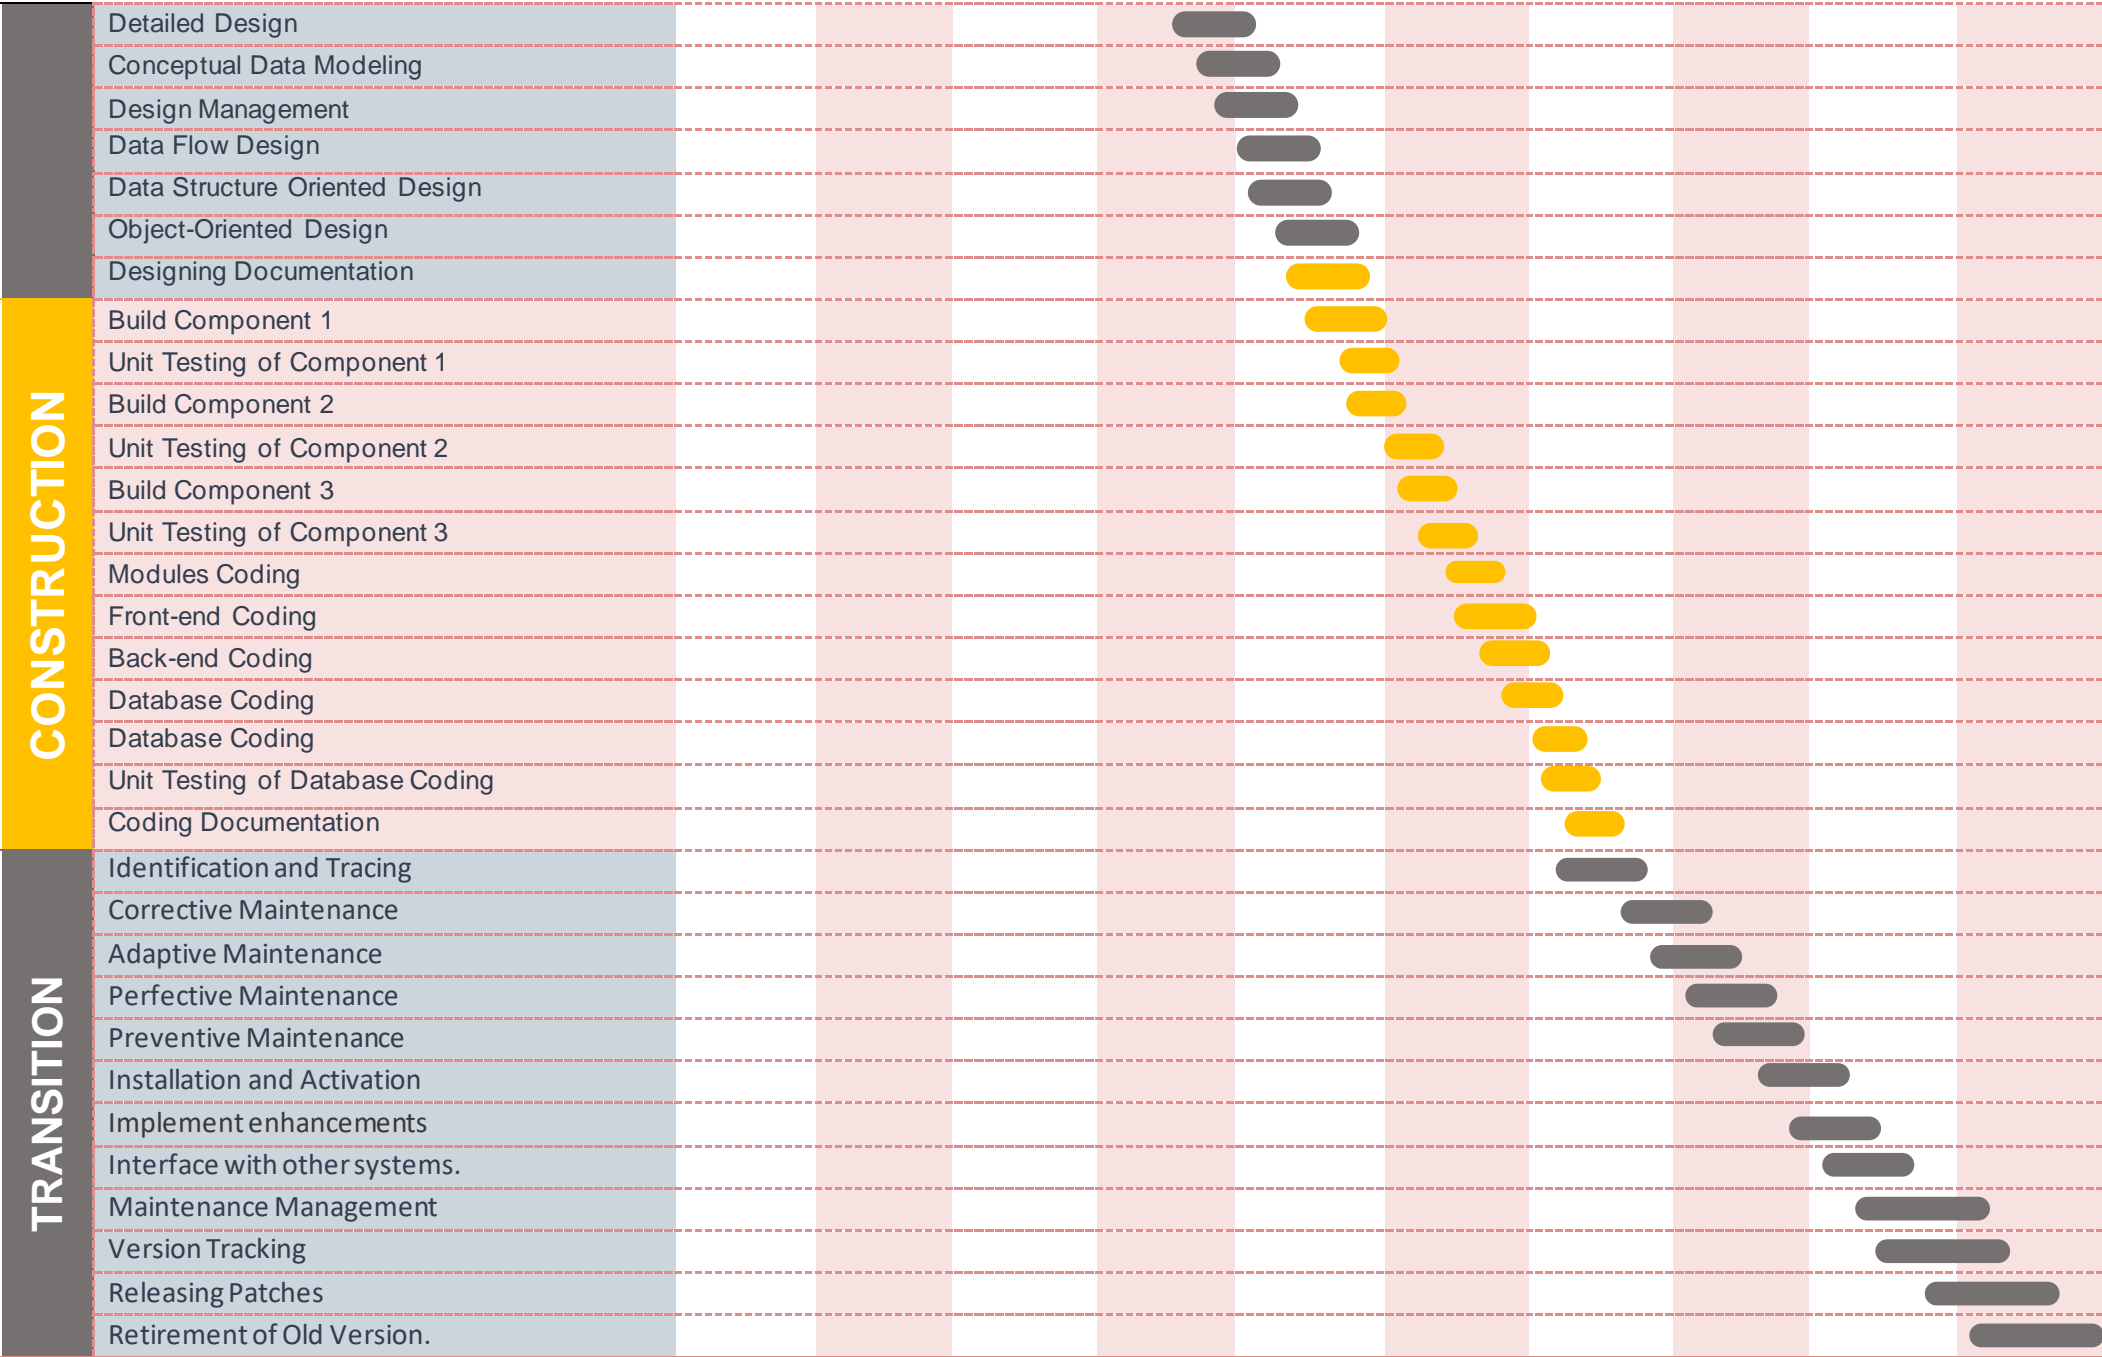 Detailed Design
Conceptual Data Modeling
Design Management
Data Flow Design
Data Structure Oriented Design
Object-Oriented Design
Designing Documentation
CONSTRUCTION
Build Component 1
Unit Testing of Component 1
Build Component 2
Unit Testing of Component 2
Build Component 3
Unit Testing of Component 3
Modules Coding
Front-end Coding
Back-end Coding
Database Coding
Database Coding
Unit Testing of Database Coding
Coding Documentation
TRANSITION
Identification and Tracing
Corrective Maintenance
Adaptive Maintenance
Perfective Maintenance
Preventive Maintenance
Installation and Activation
Implement enhancements
Interface with other systems.
Maintenance Management
Version Tracking
Releasing Patches
Retirement of Old Version.